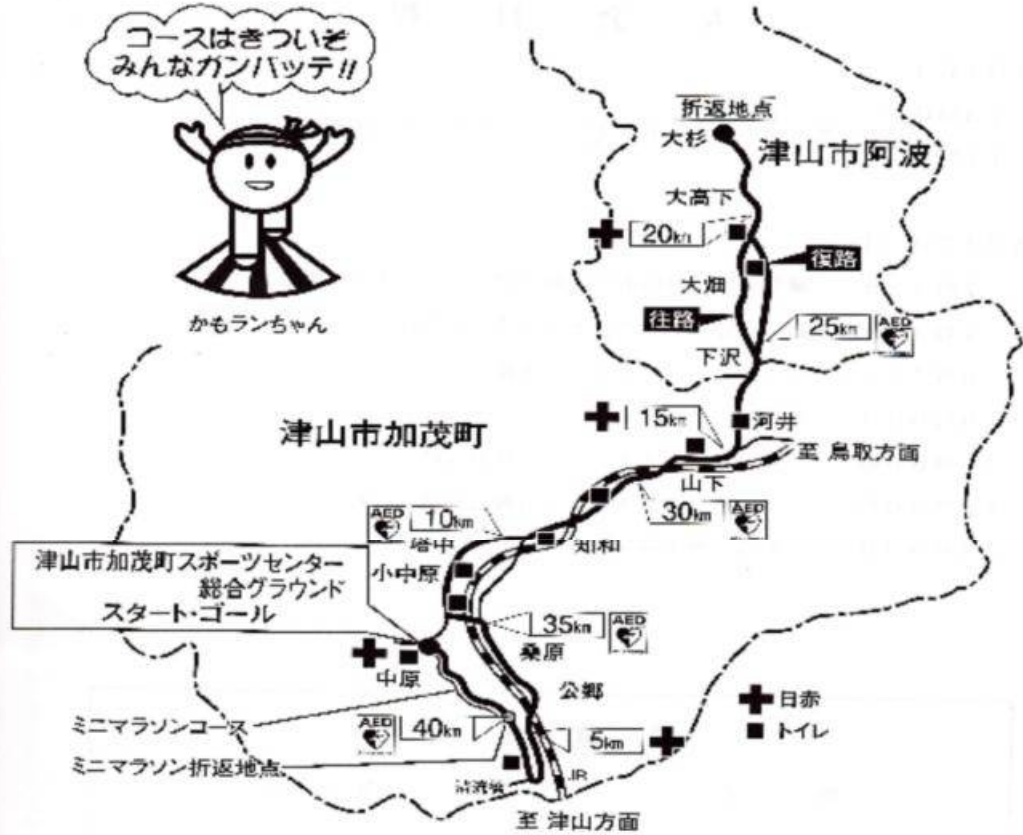 コースはきついぞ
みんなガンバッテ!!
かもランちゃん
折返地点
大杉
津山市阿波
大高下
20km
復路
大畑
往路
25km
AED
下沢
15km
河井
津山市加茂町
至 鳥取方面
山下
30km
AED
AED
10km
塔中
知和
津山市加茂町スポーツセンター
総合グラウンド
スタート・ゴール
小中原
35km
AED
桑原
中原
公郷
日赤
トイレ
ミニマラソンコース
AED
40km
5km
ミニマラソン折返地点
JR
至 津山方面